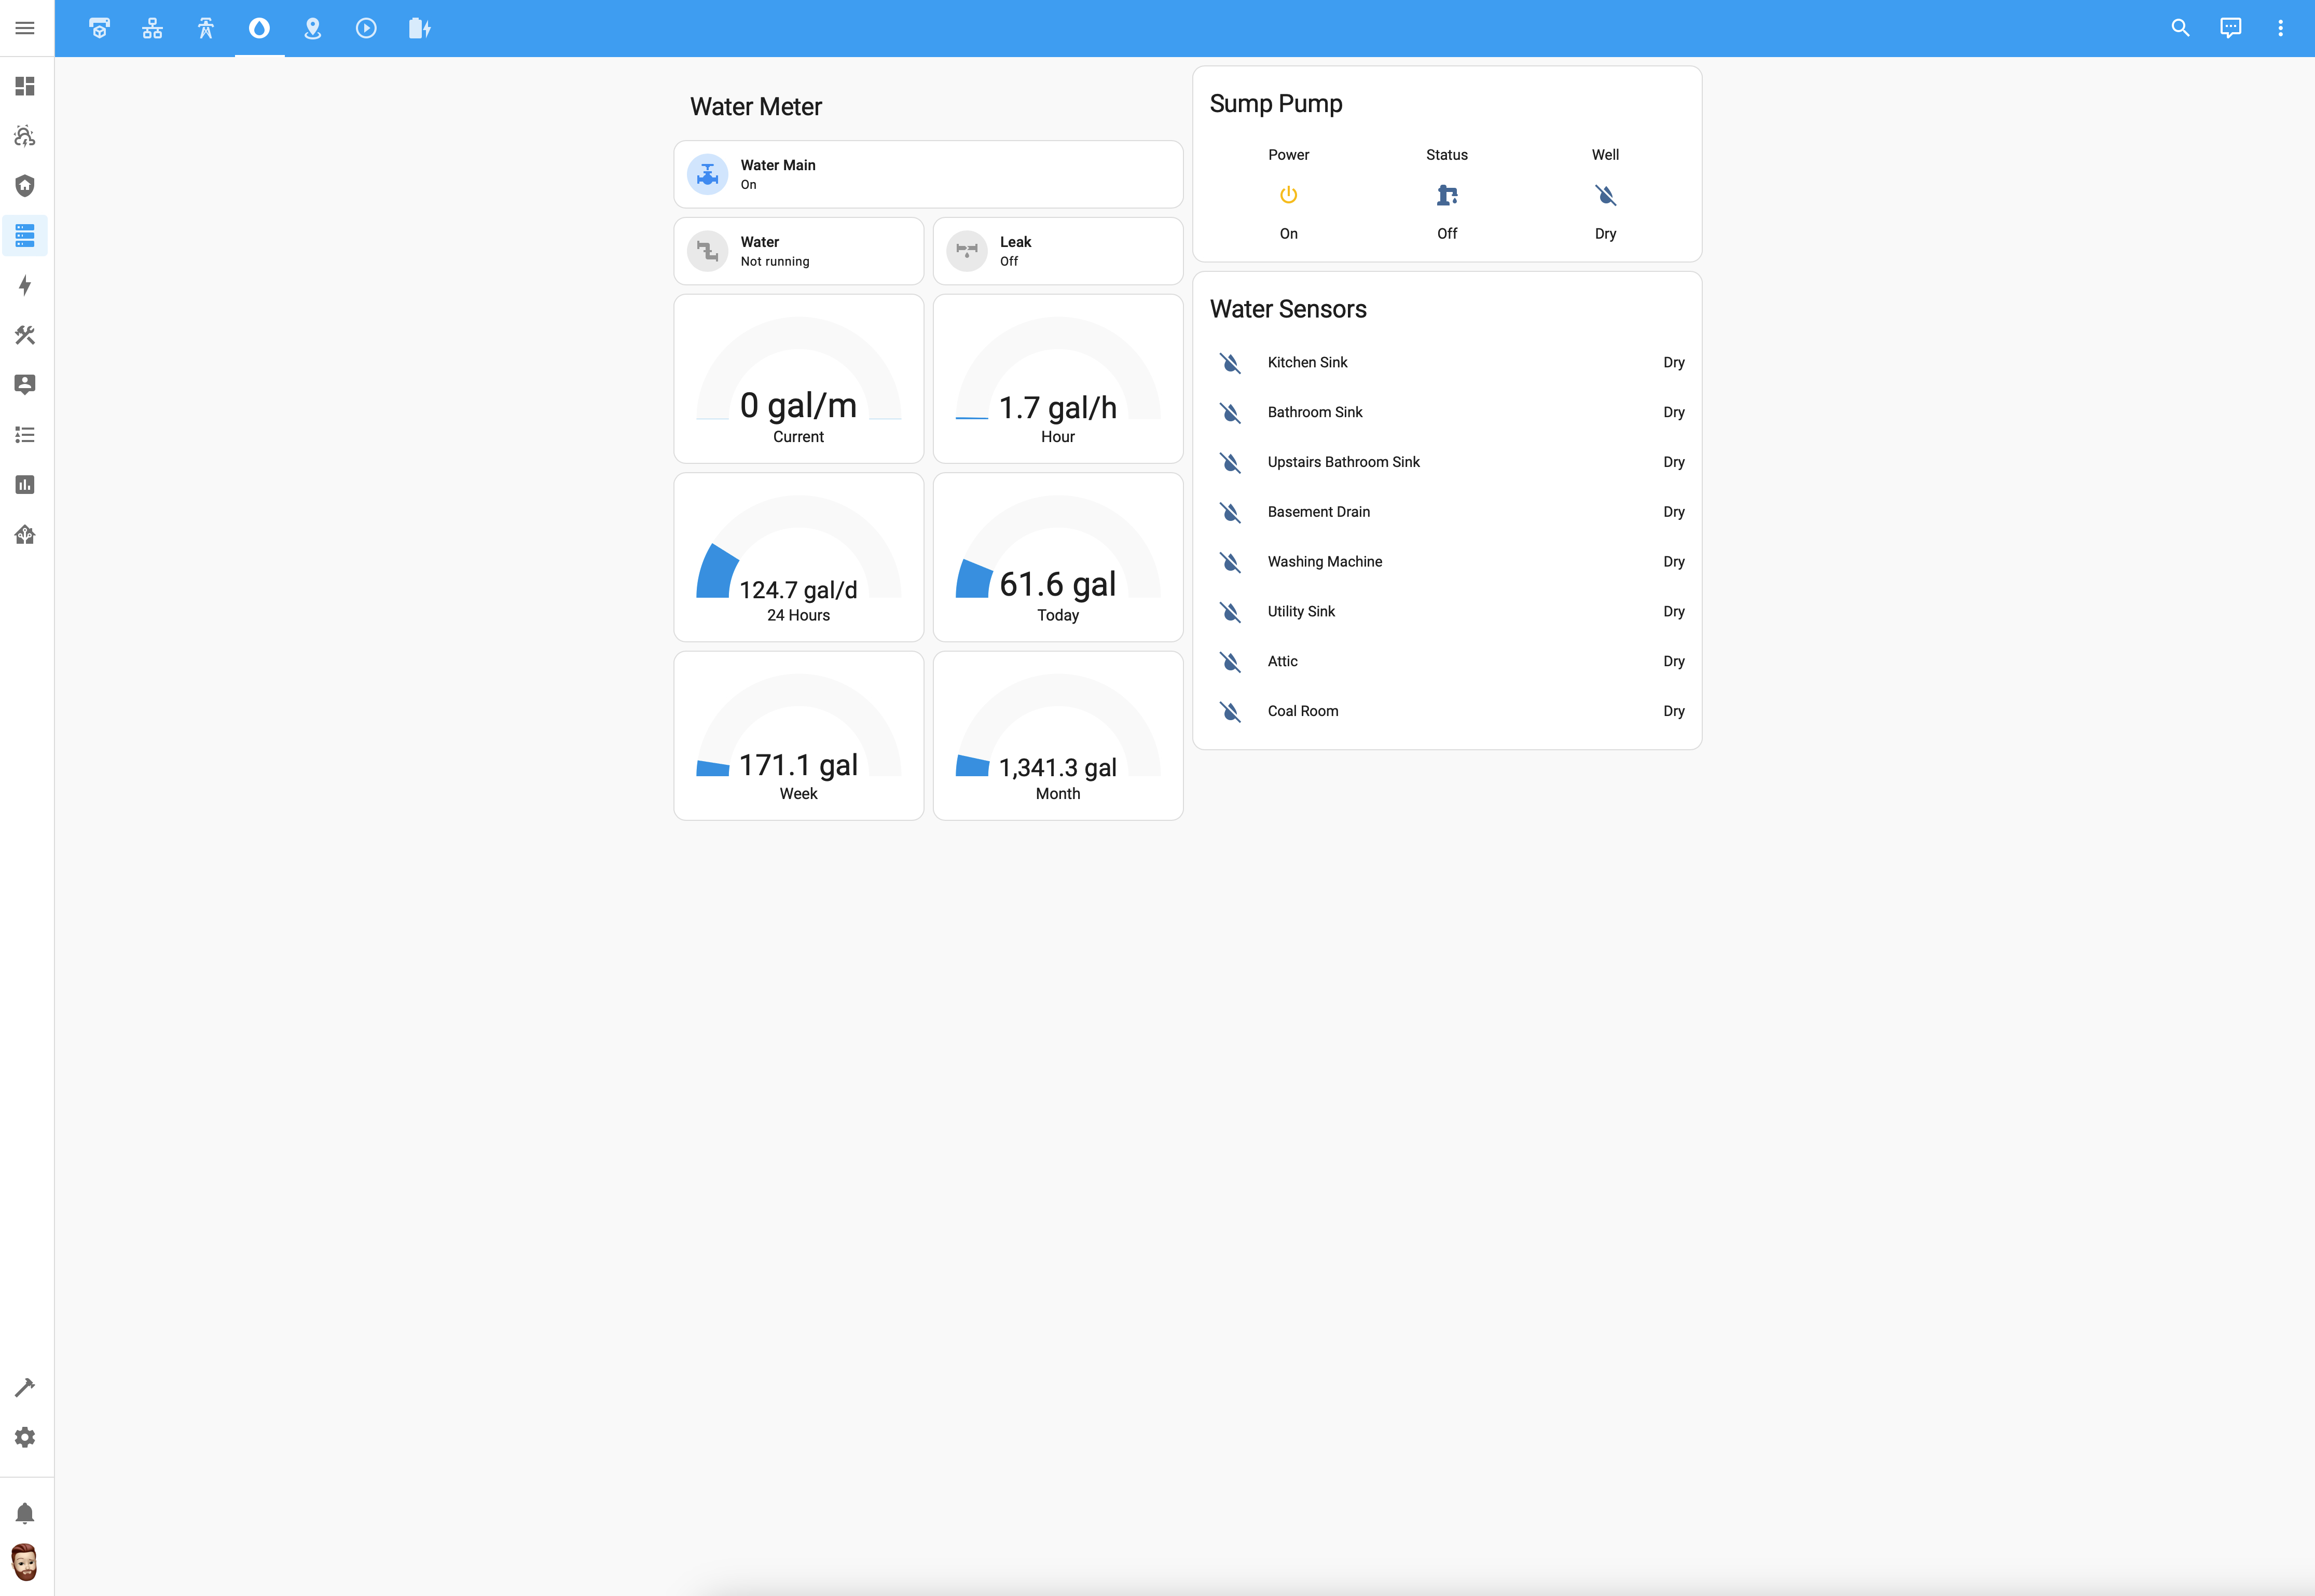 Water Meter
Water Main
On
Water
Not running
Leak
Off
0 gal/m
Current
1.7 gal/h
Hour
124.7 gal/d
24 Hours
61.6 gal
Today
171.1 gal
Week
1,341.3 gal
Month
Sump Pump
Power Status Well
On Off Dry
Water Sensors
Kitchen Sink Dry
Bathroom Sink Dry
Upstairs Bathroom Sink Dry
Basement Drain Dry
Washing Machine Dry
Utility Sink Dry
Attic Dry
Coal Room Dry